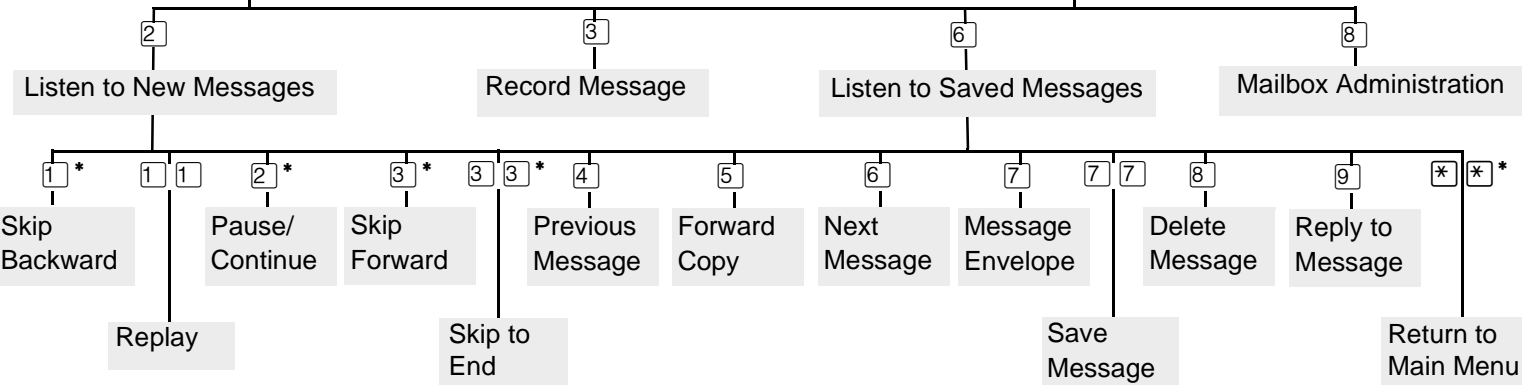 2 3 6 8
Listen to New Messages Record Message Listen to Saved Messages Mailbox Administration
1 * 1 1 2 * 3 * 3 3 * 4 5 6 7 7 7 8 9 * * *
Skip Pause/ Skip Previous Forward Next Message Delete Reply to
Backward Continue Forward Message Copy Message Envelope Message Message
Replay Skip to Save Return to
End Message Main Menu